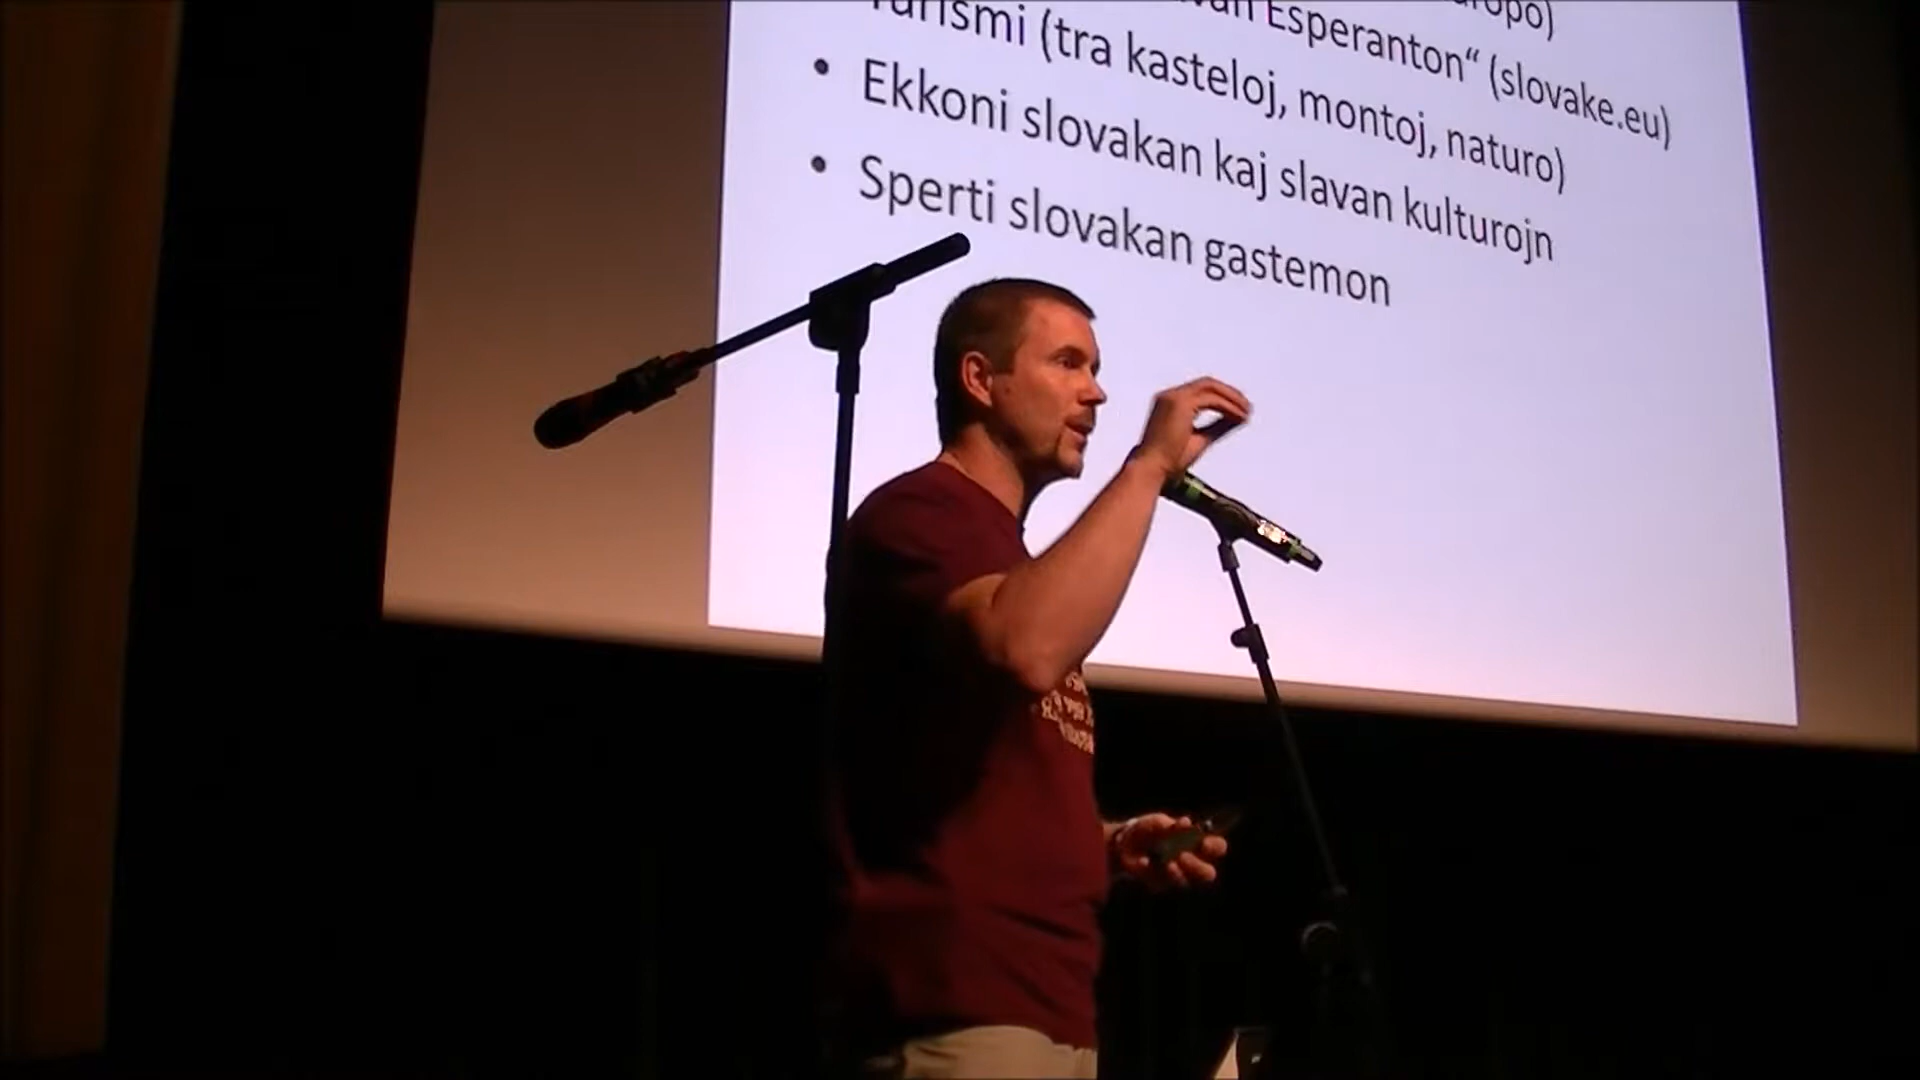 Esperanton“ (slovake.eu)
Turismi (tra kasteloj, montoj, naturo)
• Ekkoni slovakan kaj slavan kulturojn
• Sperti slovakan gastemon